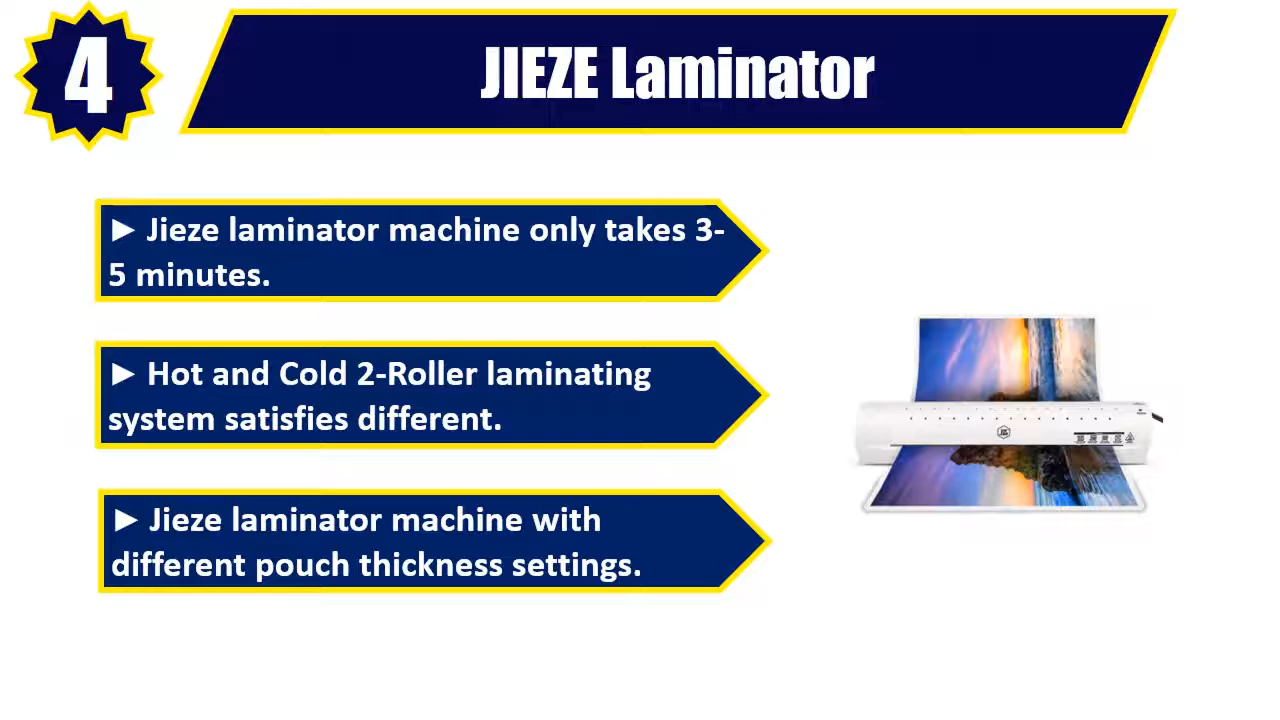 4
JIEZE Laminator
► Jieze laminator machine only takes 3-
5 minutes.
► Hot and Cold 2-Roller laminating
system satisfies different.
► Jieze laminator machine with
different pouch thickness settings.